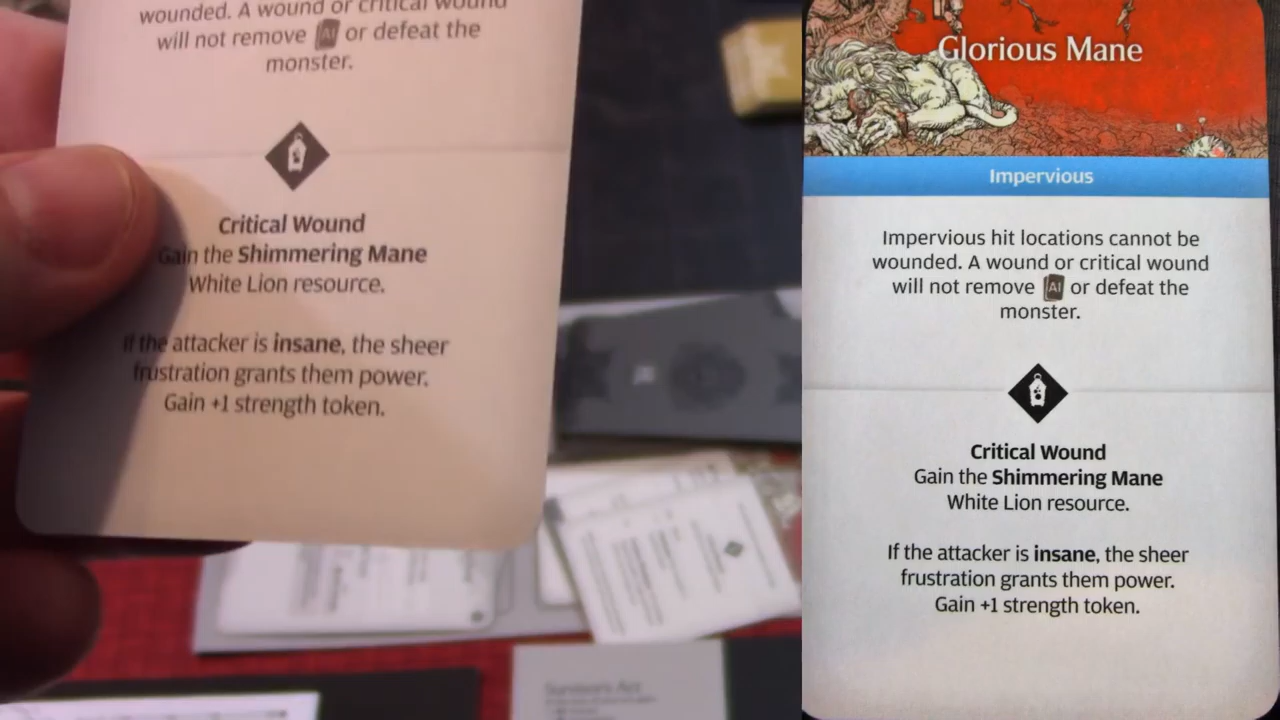 wounded. A wound or critical wound
will not remove AI or defeat the
monster.
Critical Wound
Gain the Shimmering Mane
White Lion resource.
If the attacker is insane, the sheer
frustration grants them power.
Gain +1 strength token.
Glorious Mane
Impervious
Impervious hit locations cannot be
wounded. A wound or critical wound
will not remove AI or defeat the
monster.
Critical Wound
Gain the Shimmering Mane
White Lion resource.
If the attacker is insane, the sheer
frustration grants them power.
Gain +1 strength token.